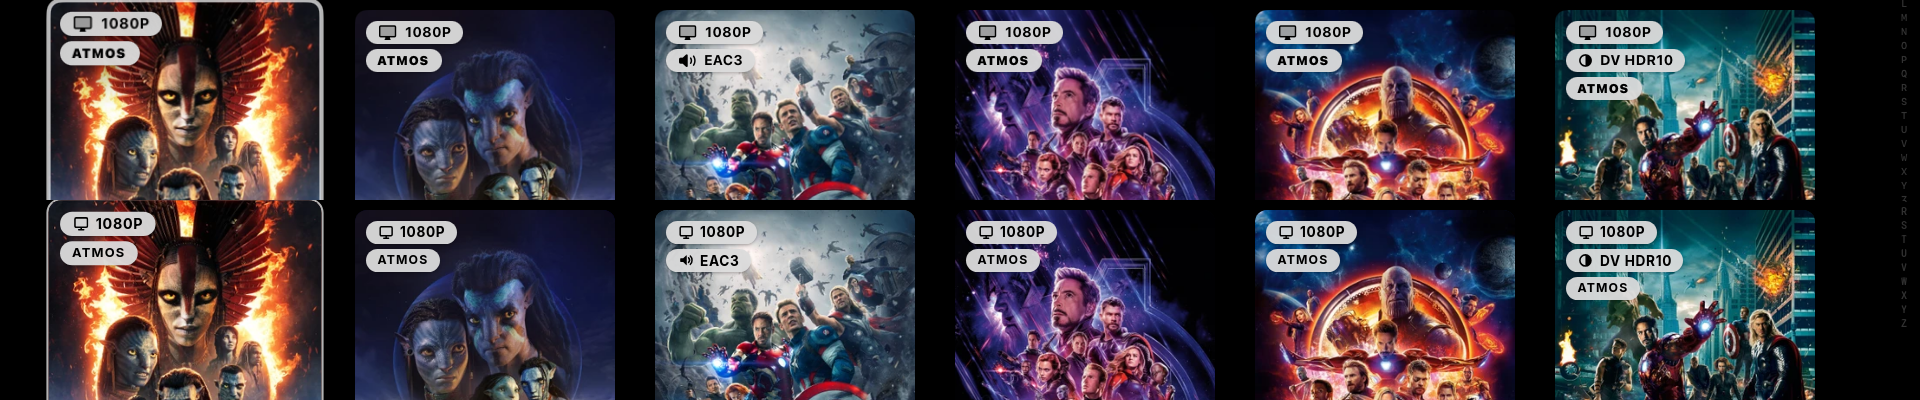 1080P
ATMOS
1080P
ATMOS
1080P
EAC3
1080P
ATMOS
1080P
ATMOS
1080P
DV HDR10
ATMOS
L
M
N
O
P
Q
R
S
T
U
V
W
X
Y
1080P
ATMOS
1080P
ATMOS
1080P
EAC3
1080P
ATMOS
1080P
ATMOS
1080P
DV HDR10
ATMOS
R
S
T
U
V
W
X
Y
Z